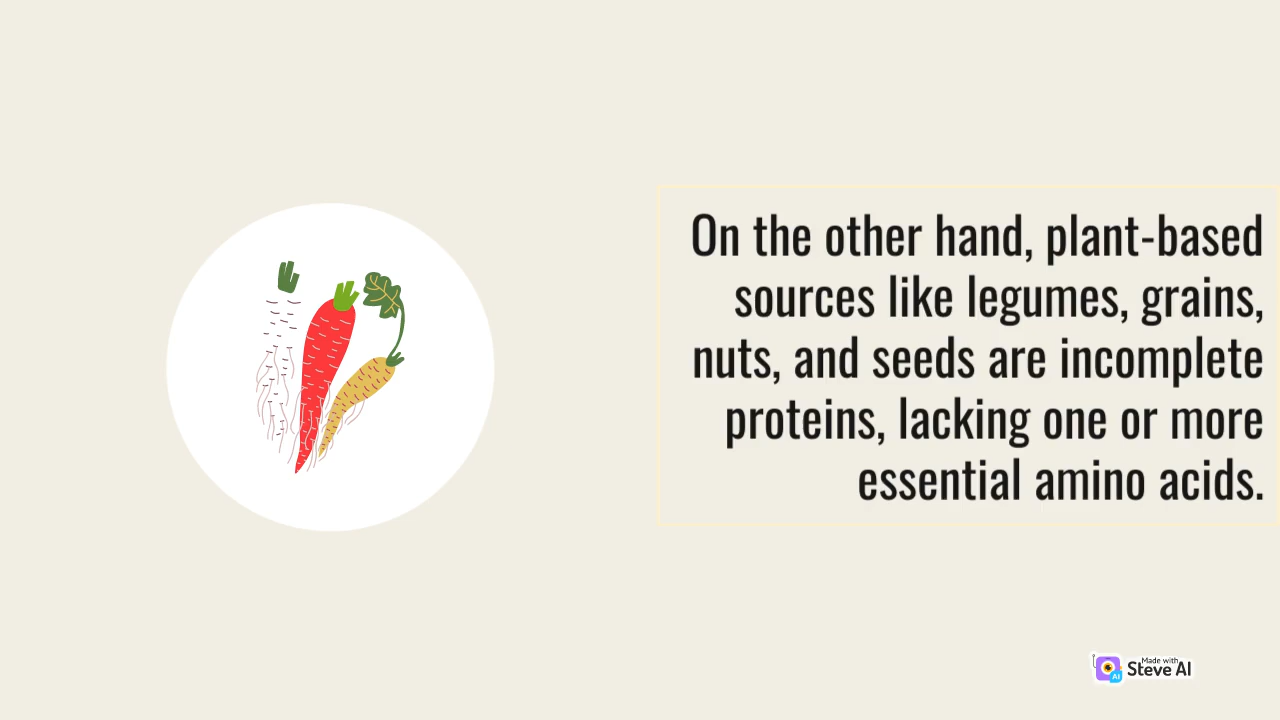 On the other hand, plant-based
sources like legumes, grains,
nuts, and seeds are incomplete
proteins, lacking one or more
essential amino acids.
Made with
Steve AI
AI